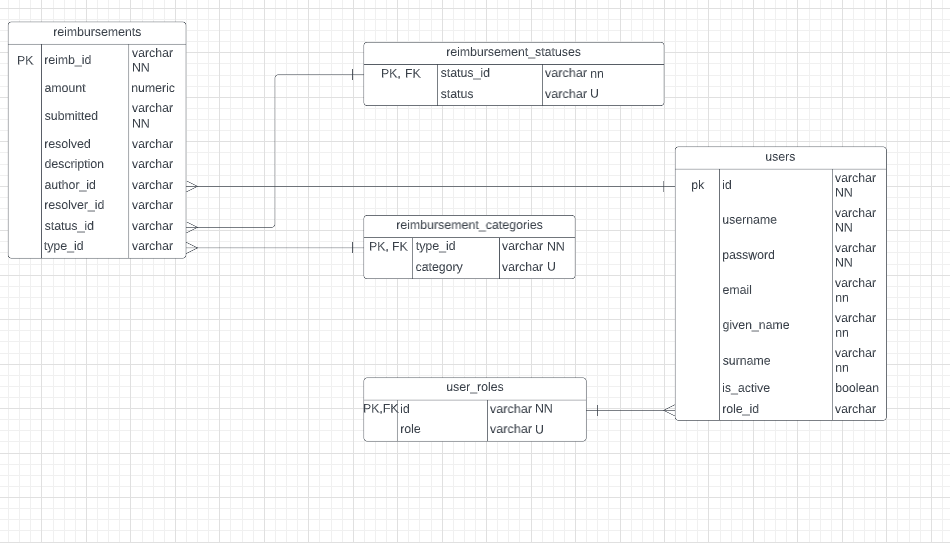 reimbursements
PK reimb_id varchar
NN
amount numeric
submitted varchar
NN
resolved varchar
description varchar
author_id varchar
resolver_id varchar
status_id varchar
type_id varchar
reimbursement_statuses
PK, FK status_id varchar nn
status varchar U
reimbursement_categories
PK, FK type_id varchar NN
category varchar U
user_roles
PK,FK id varchar NN
role varchar U
users
pk id varchar
NN
username varchar
NN
password varchar
NN
email varchar
nn
given_name varchar
nn
surname varchar
nn
is_active boolean
role_id varchar